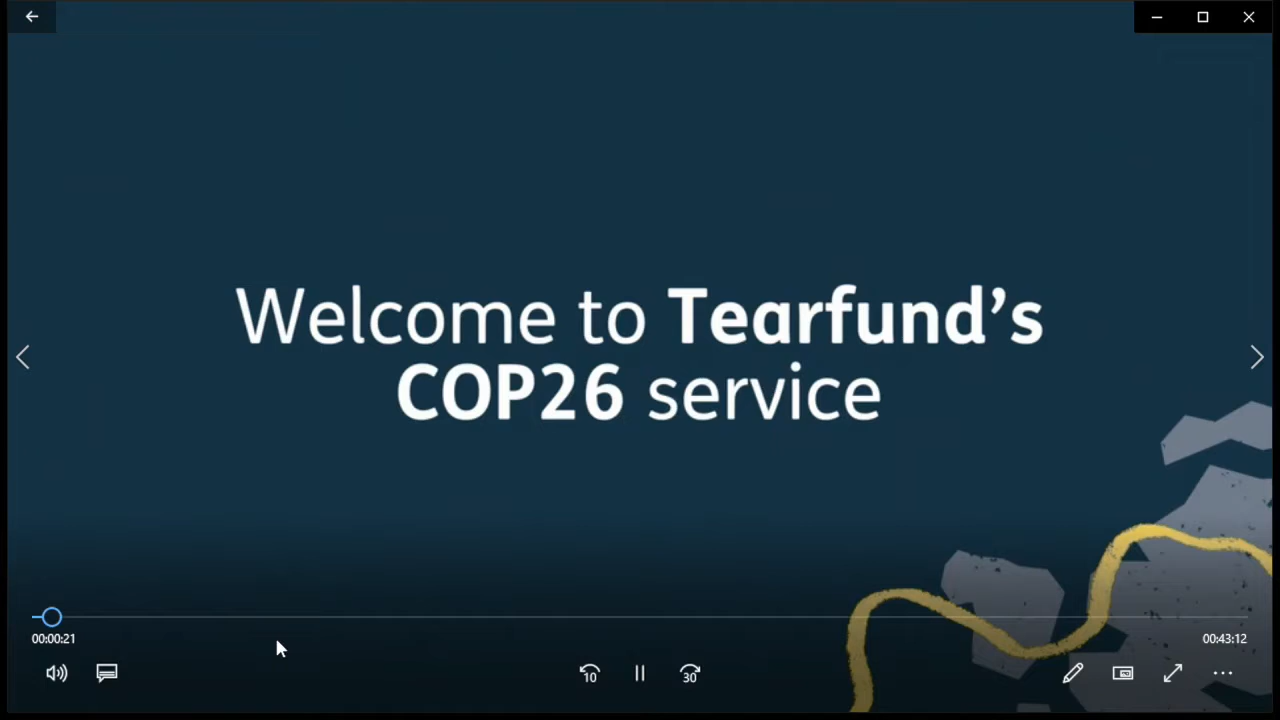 Welcome to Tearfund’s
COP26 service
00:00:21
00:43:12
10
30